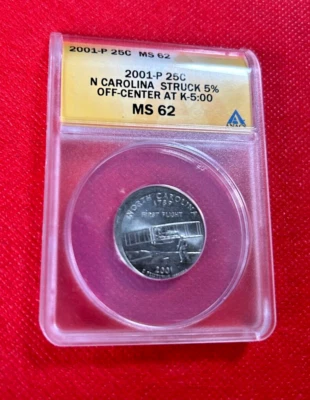 2001-P 25C MS 62
2001-P 25C
N CAROLINA STRUCK 5%
OFF-CENTER AT K-5:00
MS 62
NORTH CAROLINA
1789
FIRST FLIGHT
2001